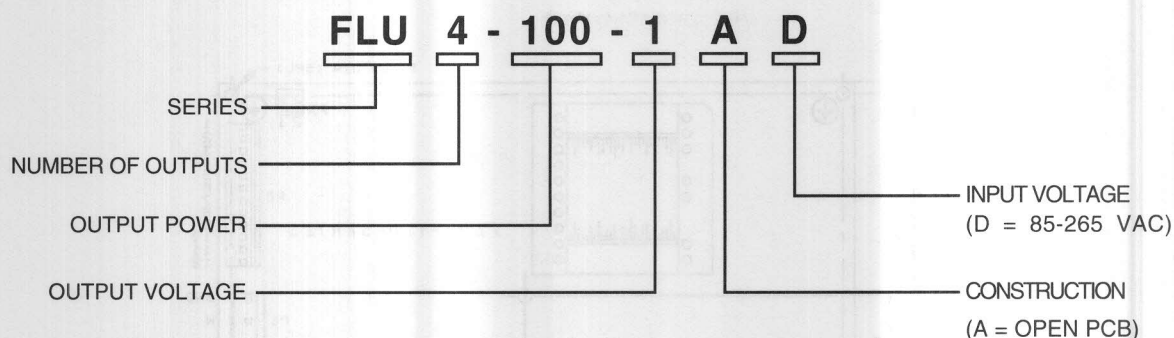 FLU 4 - 100 - 1 A D
SERIES
NUMBER OF OUTPUTS
OUTPUT POWER
OUTPUT VOLTAGE
INPUT VOLTAGE
(D = 85-265 VAC)
CONSTRUCTION
(A = OPEN PCB)